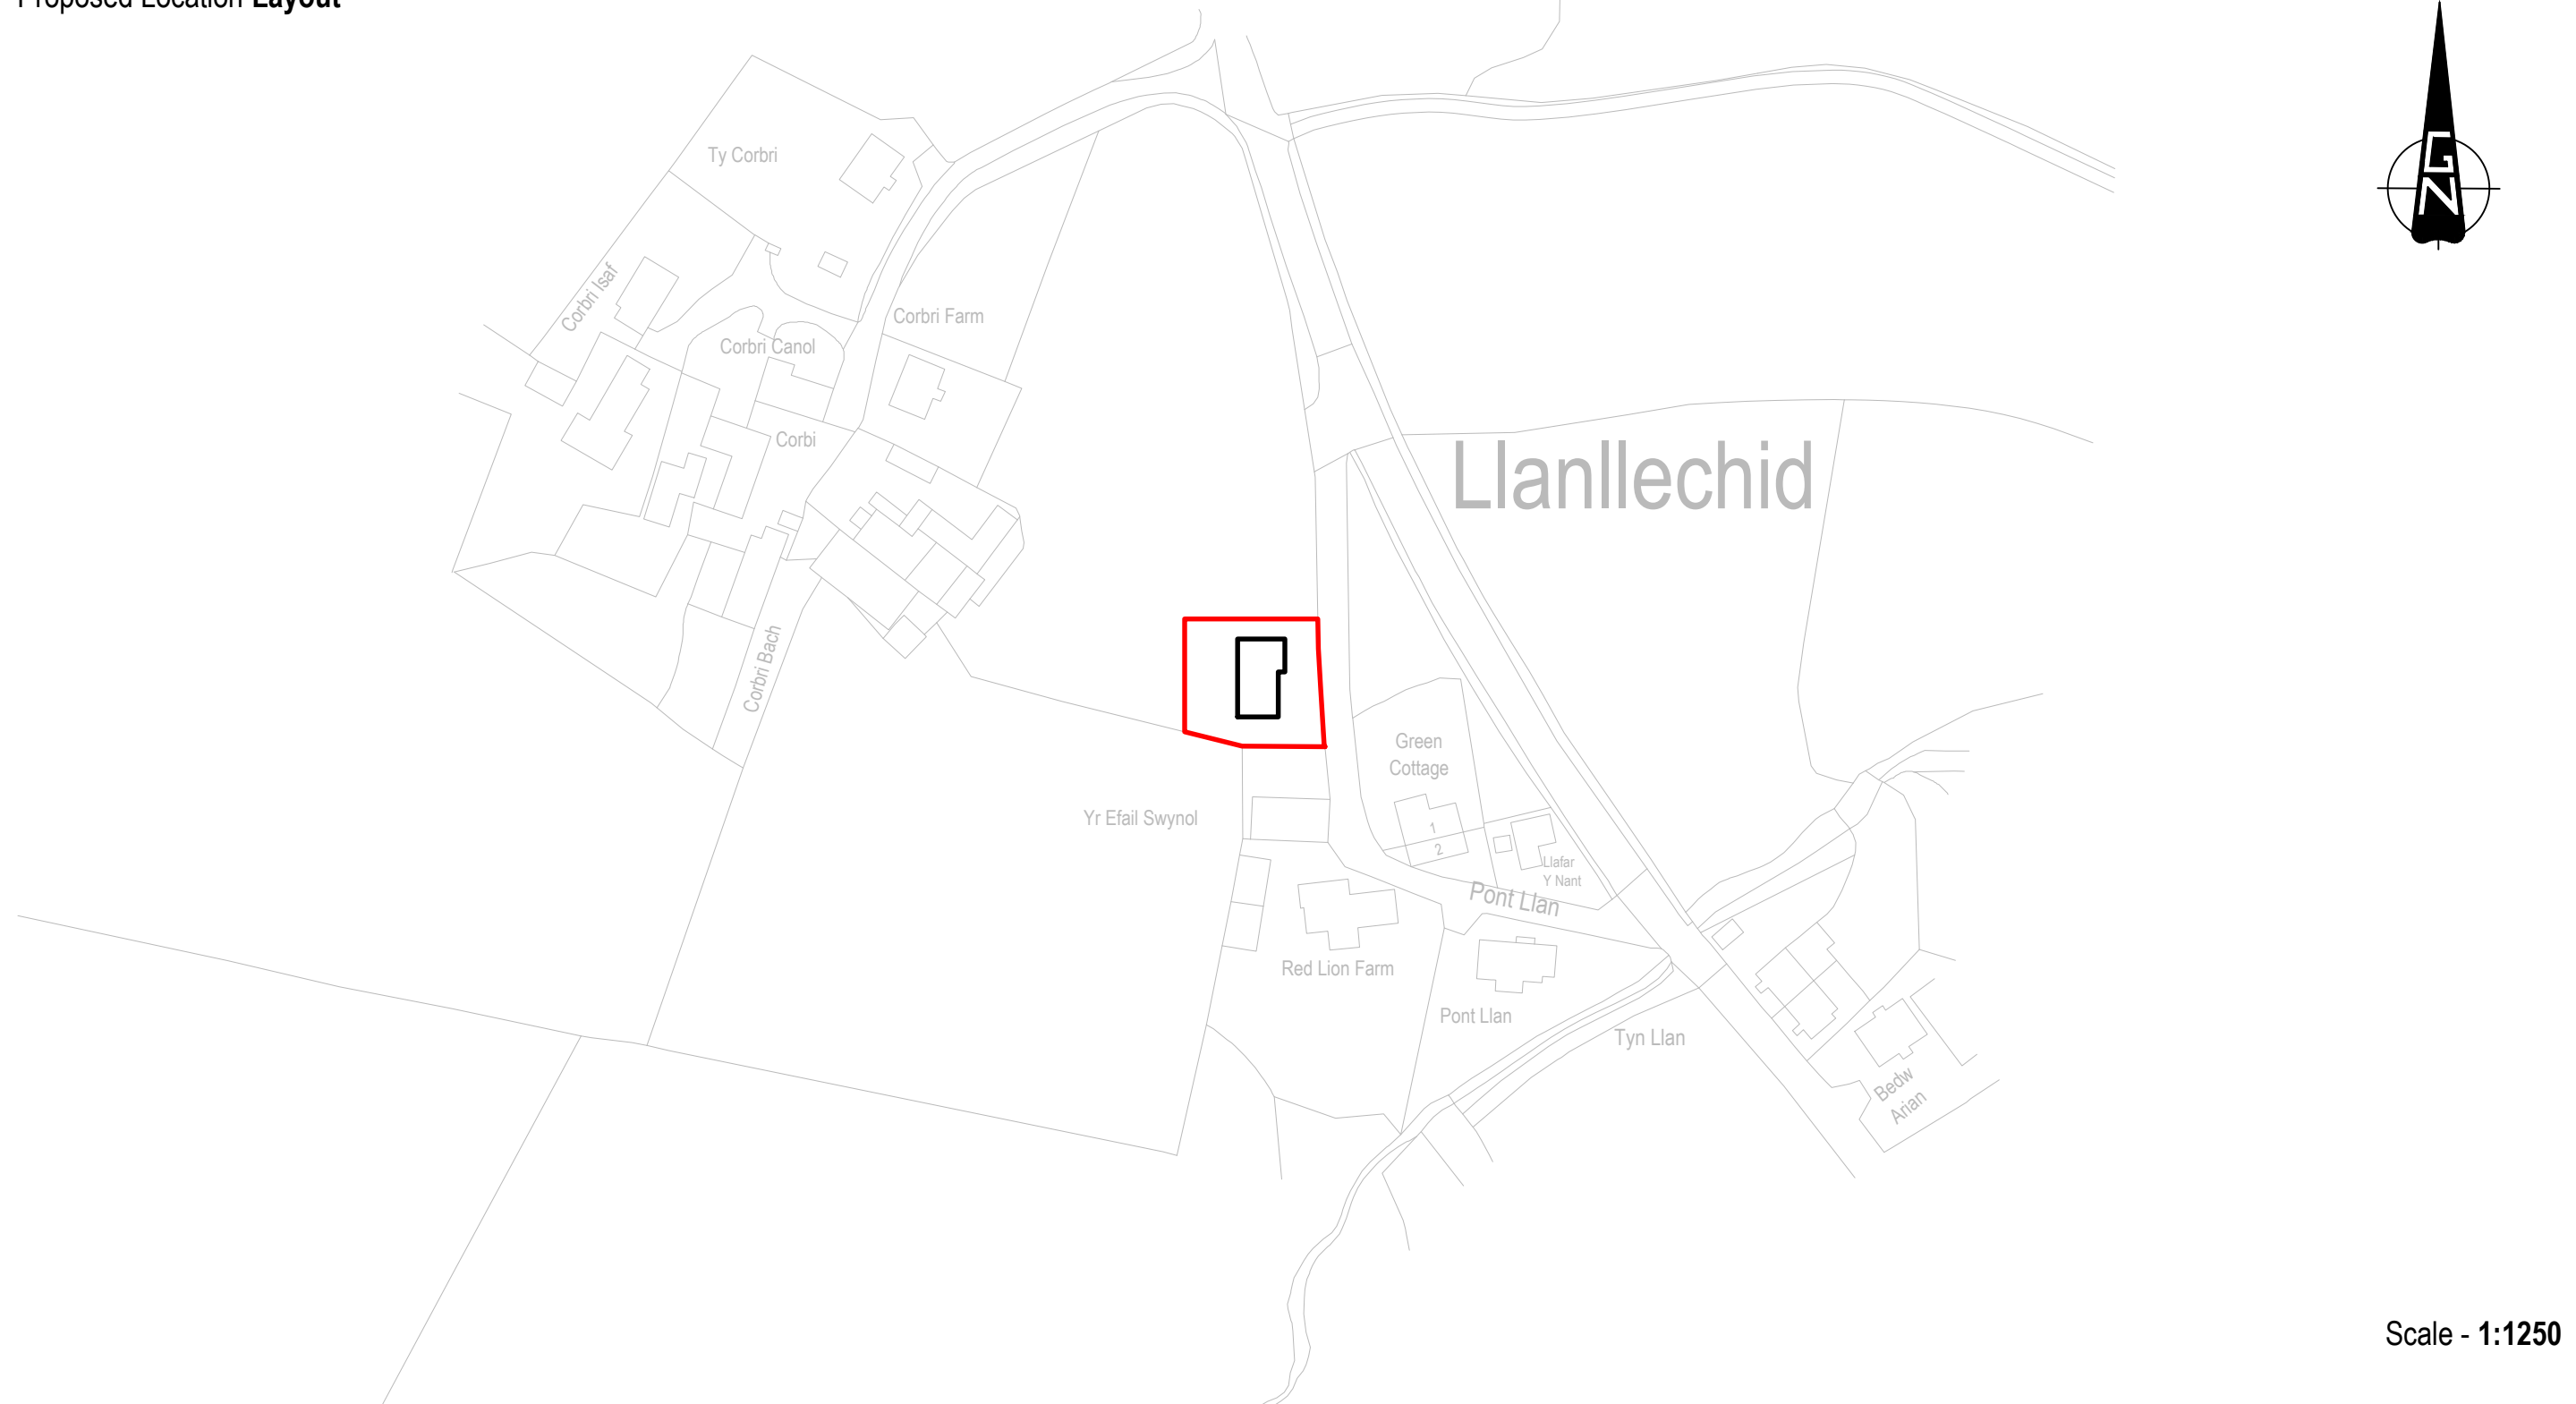 Proposed Location Layout
GN
Ty Corbri
Corbri Isaf
Corbri Farm
Corbri Canol
Corbi
Llanllechid
Corbri Bach
Green
Cottage
Yr Efail Swynol
1
2
Llafar
Y Nant
Pont Llan
Red Lion Farm
Pont Llan
Tyn Llan
Bedw
Arian
Scale - 1:1250